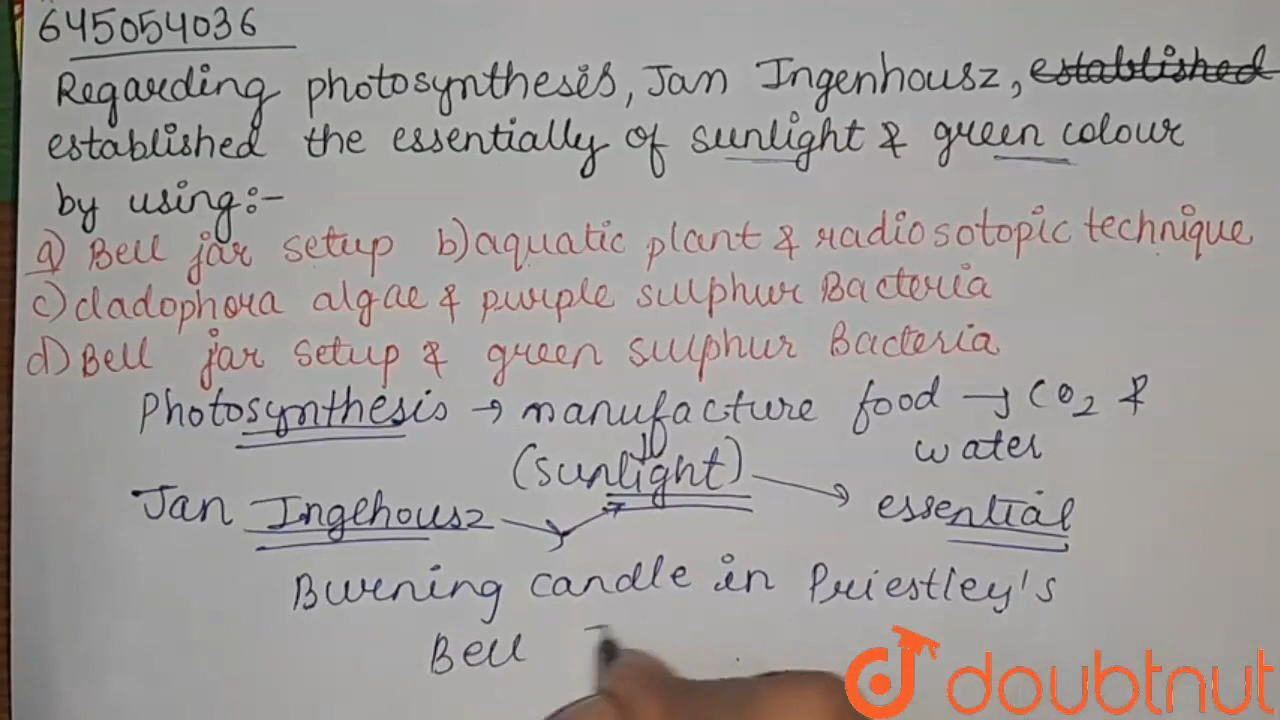 645054036
Regarding photosynthesis, Jan Ingenhousz, established
established the essentially of sunlight & green colour
by using:-
a) Bell jar setup b) aquatic plant & radiosotopic technique
c) cladophora algae & purple sulphur Bacteria
d) Bell jar setup & green sulphur Bacteria
Photosynthesis → manufacture food → CO2 &
water
(sunlight)
Jan Ingehousz → essential
Burning candle in Priestley's
Bell
doubtnut